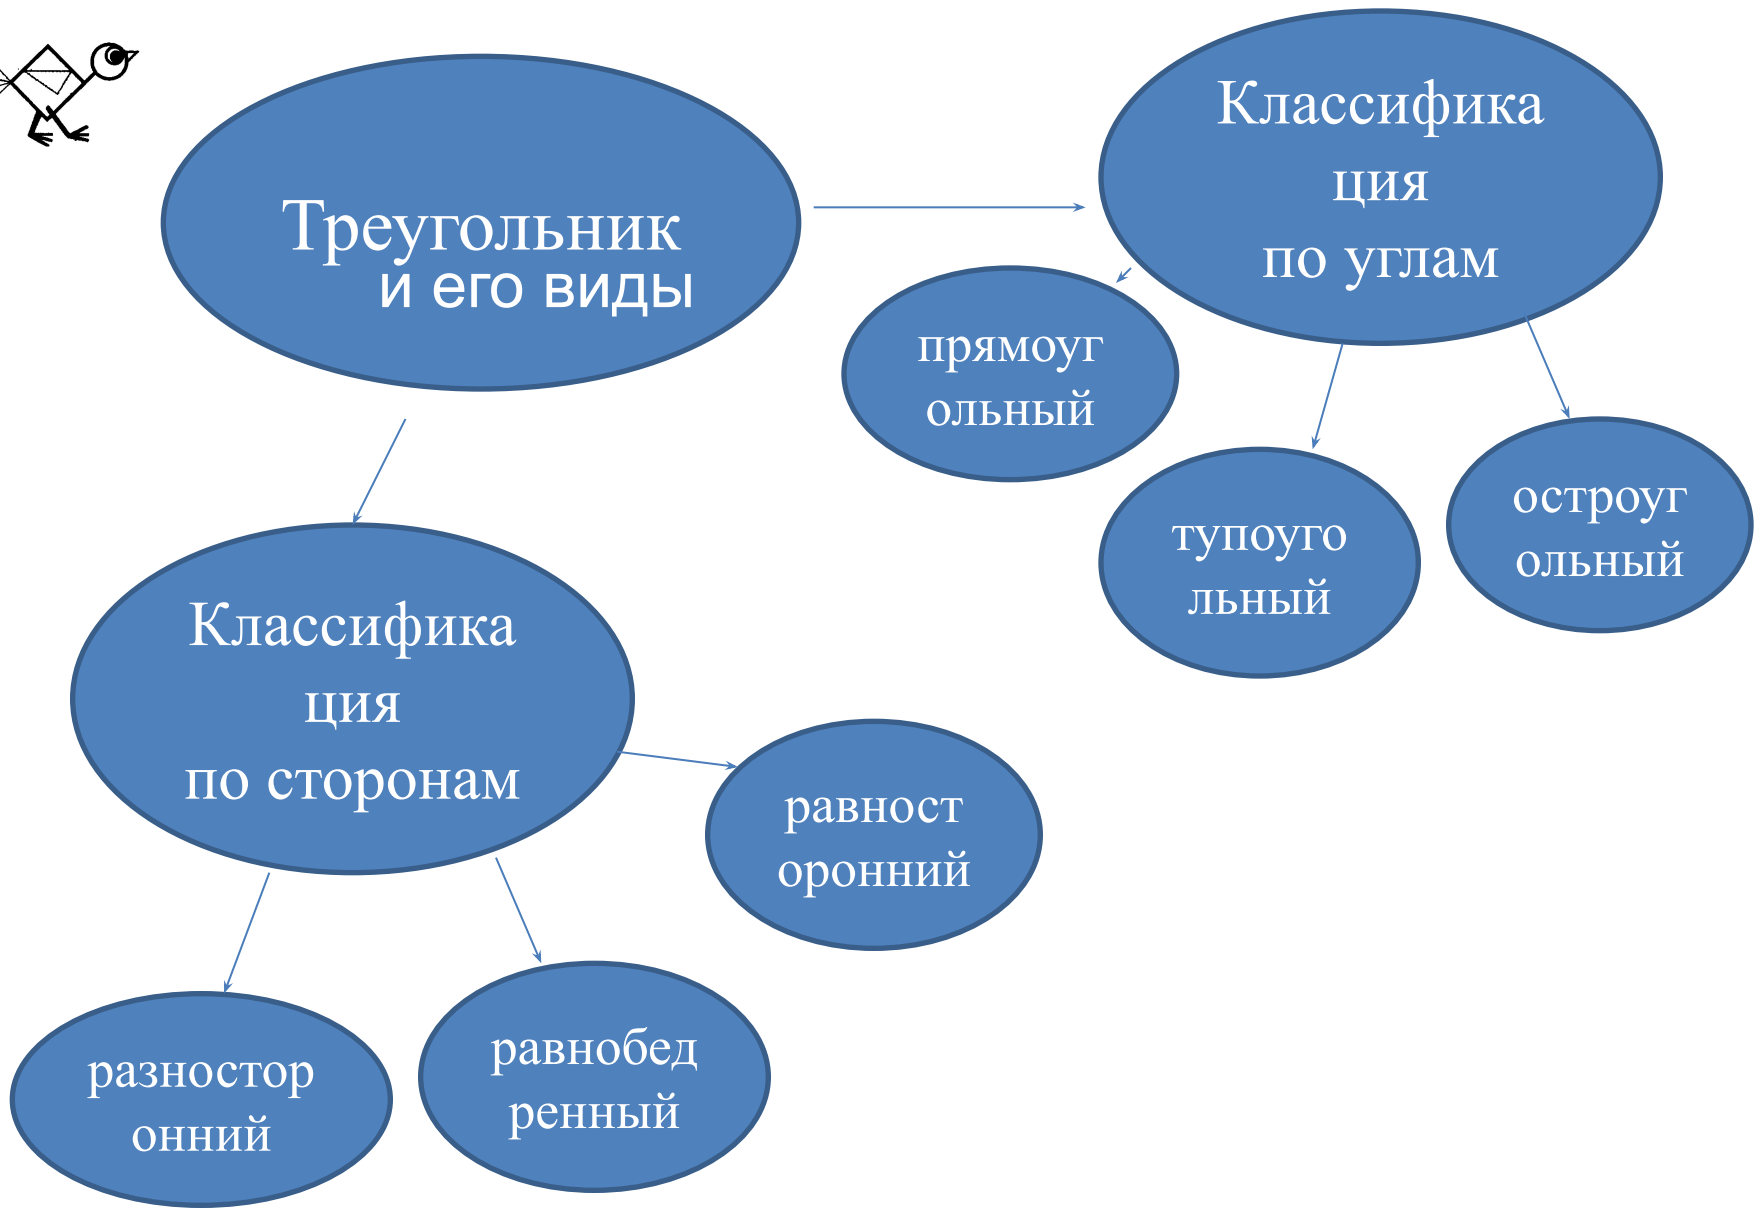 Треугольник
и его виды
Классифика
ция
по углам
прямоуг
ольный
тупоуго
льный
остроуг
ольный
Классифика
ция
по сторонам
равност
оронний
равнобед
ренный
разностор
онний